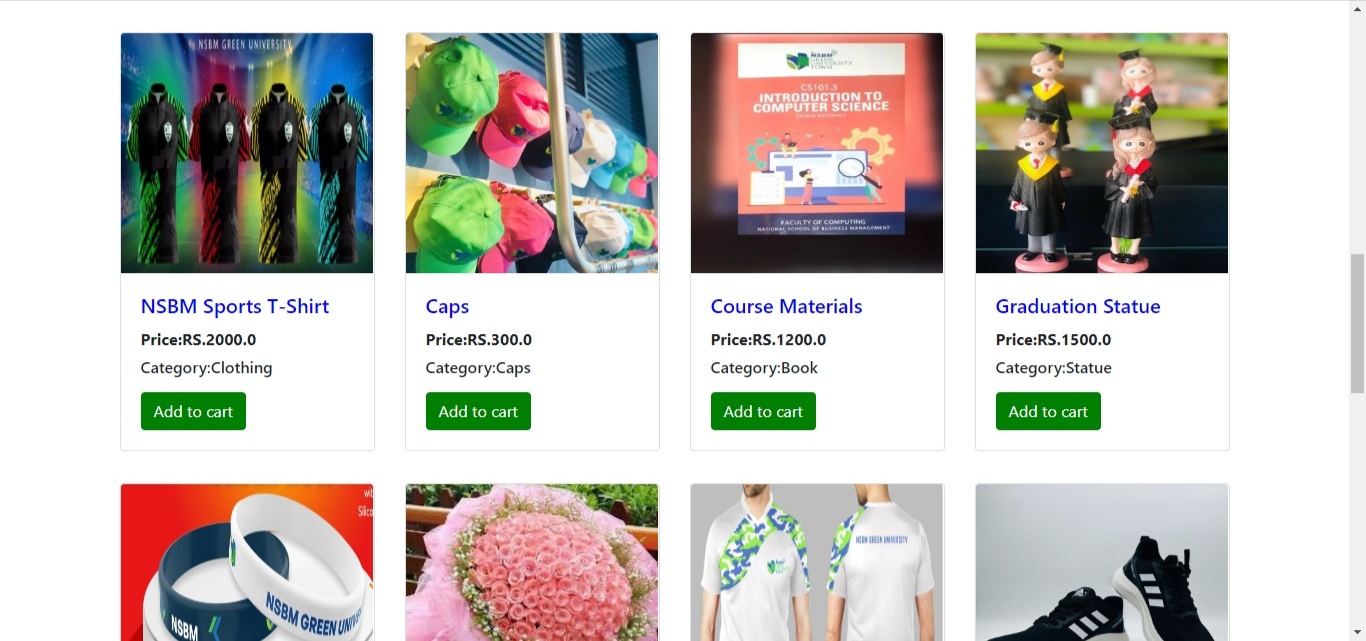 NSBM GREEN UNIVERSITY
NSBM
GREEN
UNIVERSITY
TOWN
CS101.3
INTRODUCTION TO
COMPUTER SCIENCE
COURSE MATERIALS
FACULTY OF COMPUTING
NATIONAL SCHOOL OF BUSINESS MANAGEMENT
NSBM Sports T-Shirt
Price:RS.2000.0
Category:Clothing
Add to cart
Caps
Price:RS.300.0
Category:Caps
Add to cart
Course Materials
Price:RS.1200.0
Category:Book
Add to cart
Graduation Statue
Price:RS.1500.0
Category:Statue
Add to cart
NSBM
NSBM GREEN UNIV
NSBM GREEN UNIVERSITY